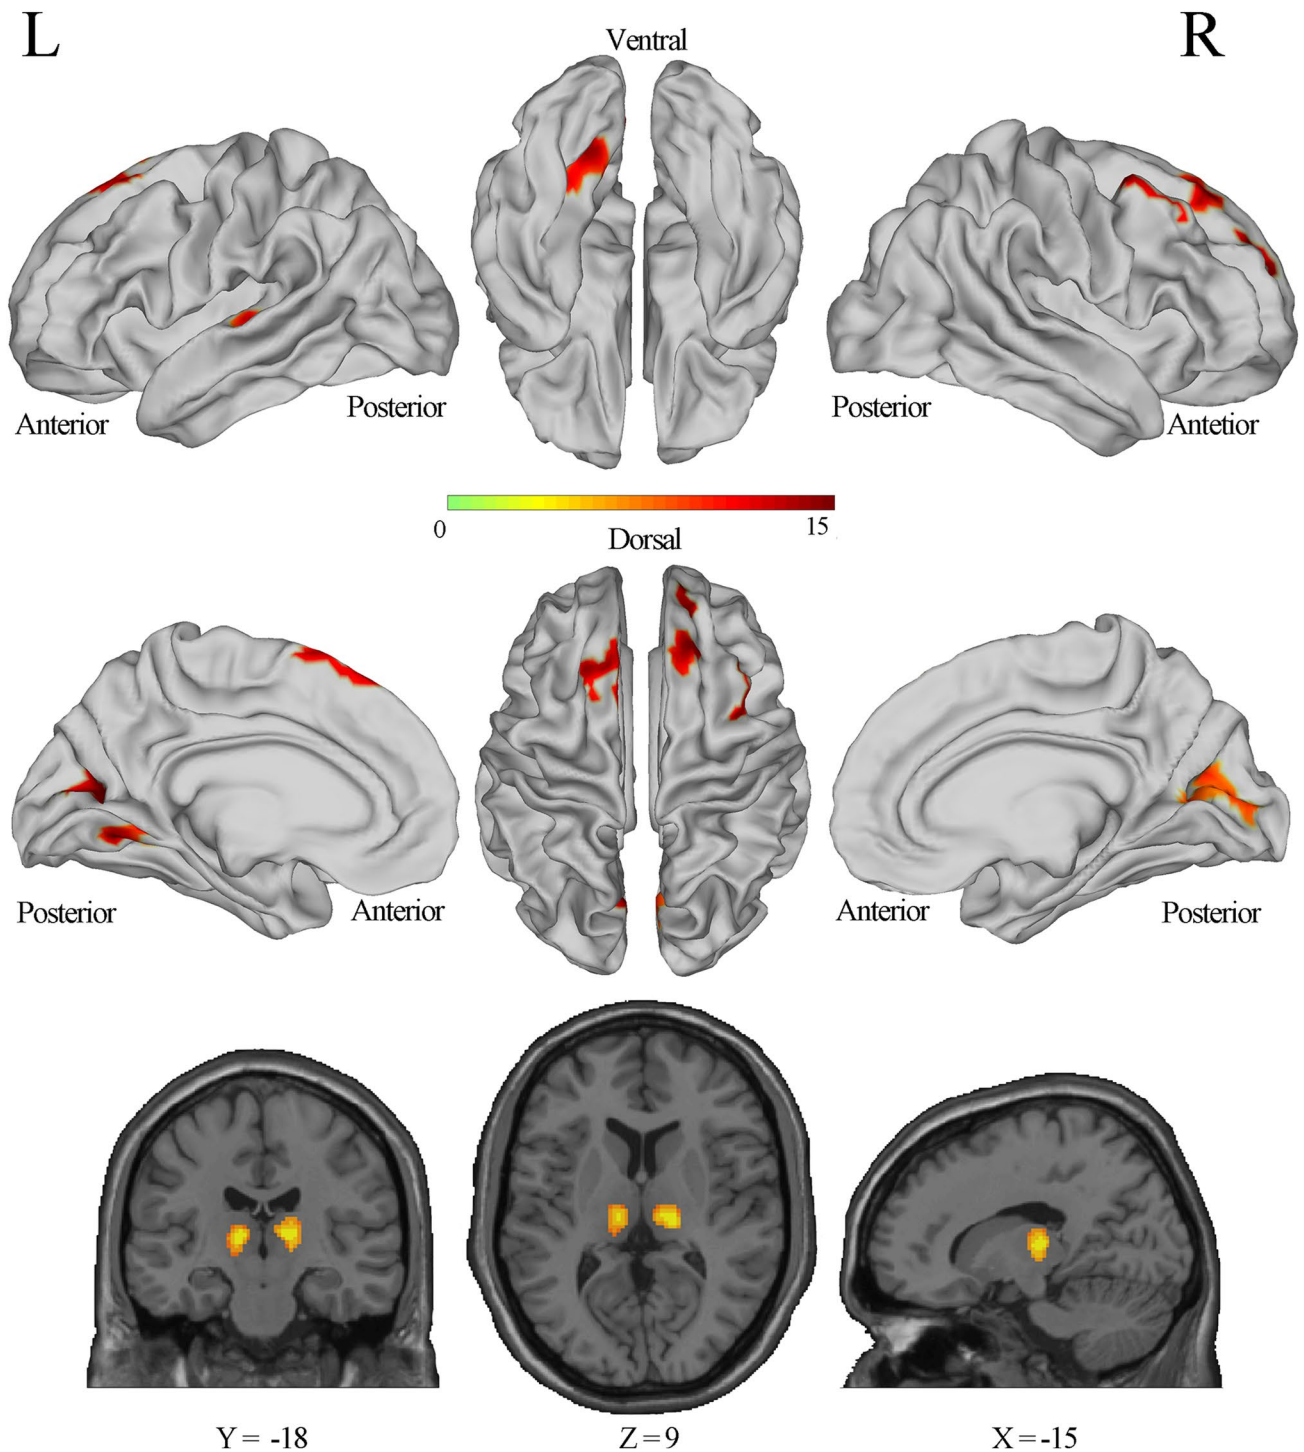 L
R
Ventral
Anterior
Posterior
Posterior
Antetior
0
15
Dorsal
Posterior
Anterior
Anterior
Posterior
Y = -18
Z = 9
X = -15